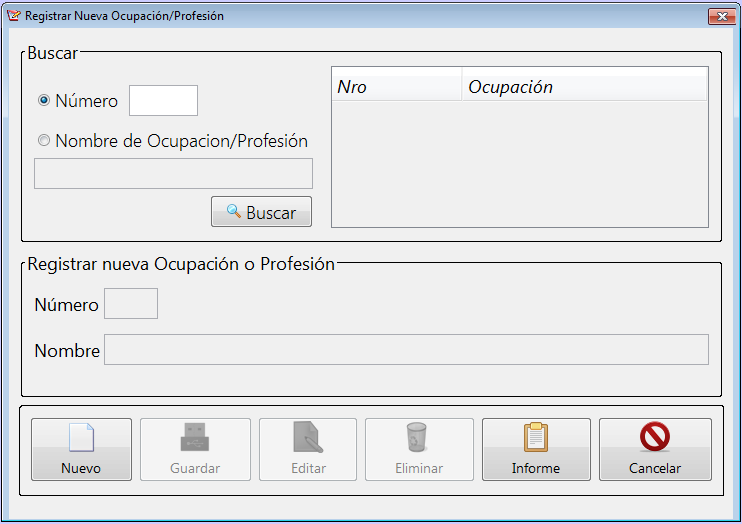 Registrar Nueva Ocupación/Profesión
Buscar
Número
Nombre de Ocupacion/Profesión
Buscar
Nro Ocupación
Registrar nueva Ocupación o Profesión
Número
Nombre
Nuevo Guardar Editar Eliminar Informe Cancelar